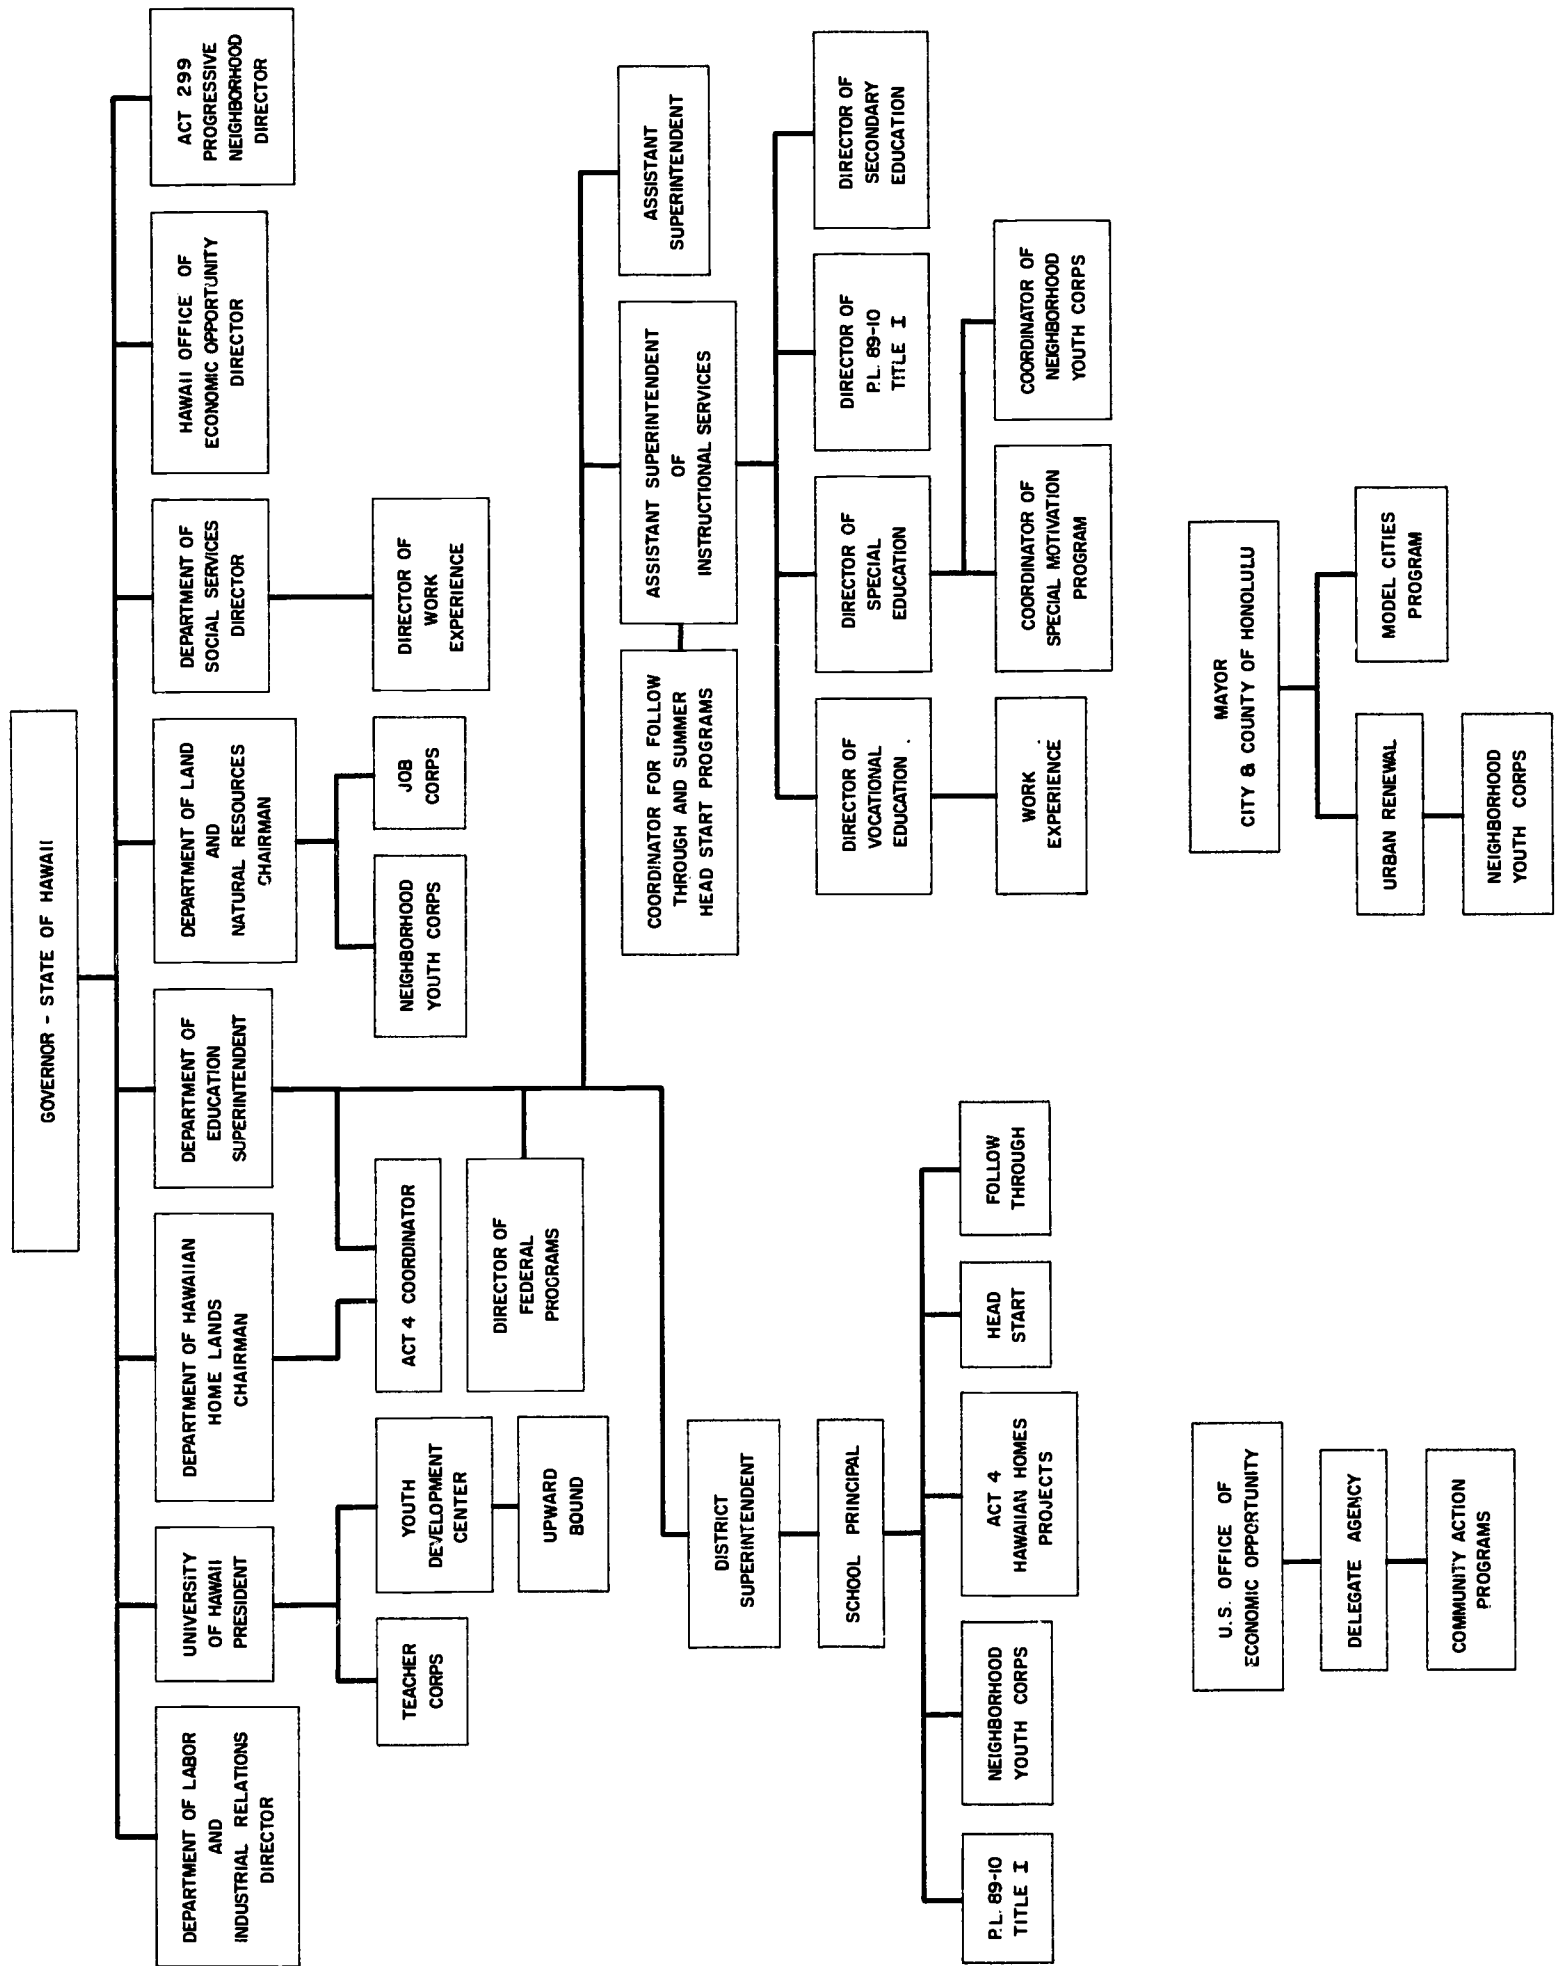 GOVERNOR - STATE OF HAWAII
DEPARTMENT OF LABOR
AND
INDUSTRIAL RELATIONS
DIRECTOR
UNIVERSITY
OF HAWAII
PRESIDENT
DEPARTMENT OF HAWAIIAN
HOME LANDS
CHAIRMAN
DEPARTMENT OF
EDUCATION
SUPERINTENDENT
DEPARTMENT OF LAND
AND
NATURAL RESOURCES
CHAIRMAN
DEPARTMENT OF
SOCIAL SERVICES
DIRECTOR
HAWAII OFFICE OF
ECONOMIC OPPORTUNITY
DIRECTOR
ACT 299
PROGRESSIVE
NEIGHBORHOOD
DIRECTOR
TEACHER
CORPS
YOUTH
DEVELOPMENT
CENTER
UPWARD
BOUND
ACT 4 COORDINATOR
DIRECTOR OF
FEDERAL
PROGRAMS
NEIGHBORHOOD
YOUTH CORPS
JOB
CORPS
DIRECTOR OF
WORK
EXPERIENCE
COORDINATOR FOR FOLLOW
THROUGH AND SUMMER
HEAD START PROGRAMS
ASSISTANT SUPERINTENDENT
OF
INSTRUCTIONAL SERVICES
ASSISTANT
SUPERINTENDENT
DISTRICT
SUPERINTENDENT
SCHOOL PRINCIPAL
DIRECTOR OF
VOCATIONAL
EDUCATION
DIRECTOR OF
SPECIAL
EDUCATION
DIRECTOR OF
P.L. 89-10
TITLE I
DIRECTOR OF
SECONDARY
EDUCATION
P.L. 89-10
TITLE I
NEIGHBORHOOD
YOUTH CORPS
ACT 4
HAWAIIAN HOMES
PROJECTS
HEAD
START
FOLLOW
THROUGH
WORK
EXPERIENCE
COORDINATOR OF
SPECIAL MOTIVATION
PROGRAM
COORDINATOR OF
NEIGHBORHOOD
YOUTH CORPS
U.S. OFFICE OF
ECONOMIC OPPORTUNITY
DELEGATE AGENCY
COMMUNITY ACTION
PROGRAMS
MAYOR
CITY & COUNTY OF HONOLULU
URBAN RENEWAL
MODEL CITIES
PROGRAM
NEIGHBORHOOD
YOUTH CORPS